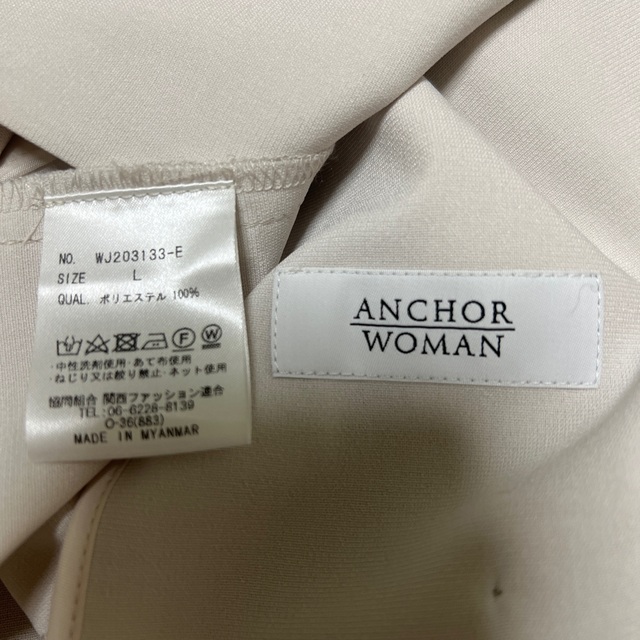 NO. WJ203133-E
SIZE L
QUAL. ポリエステル 100%
・中性洗剤使用・あて布使用
・ねじり又は絞り禁止・ネット使用
協同組合 関西ファッション連合
TEL:06-6228-8139
O-36(883)
MADE IN MYANMAR
ANCHOR
WOMAN